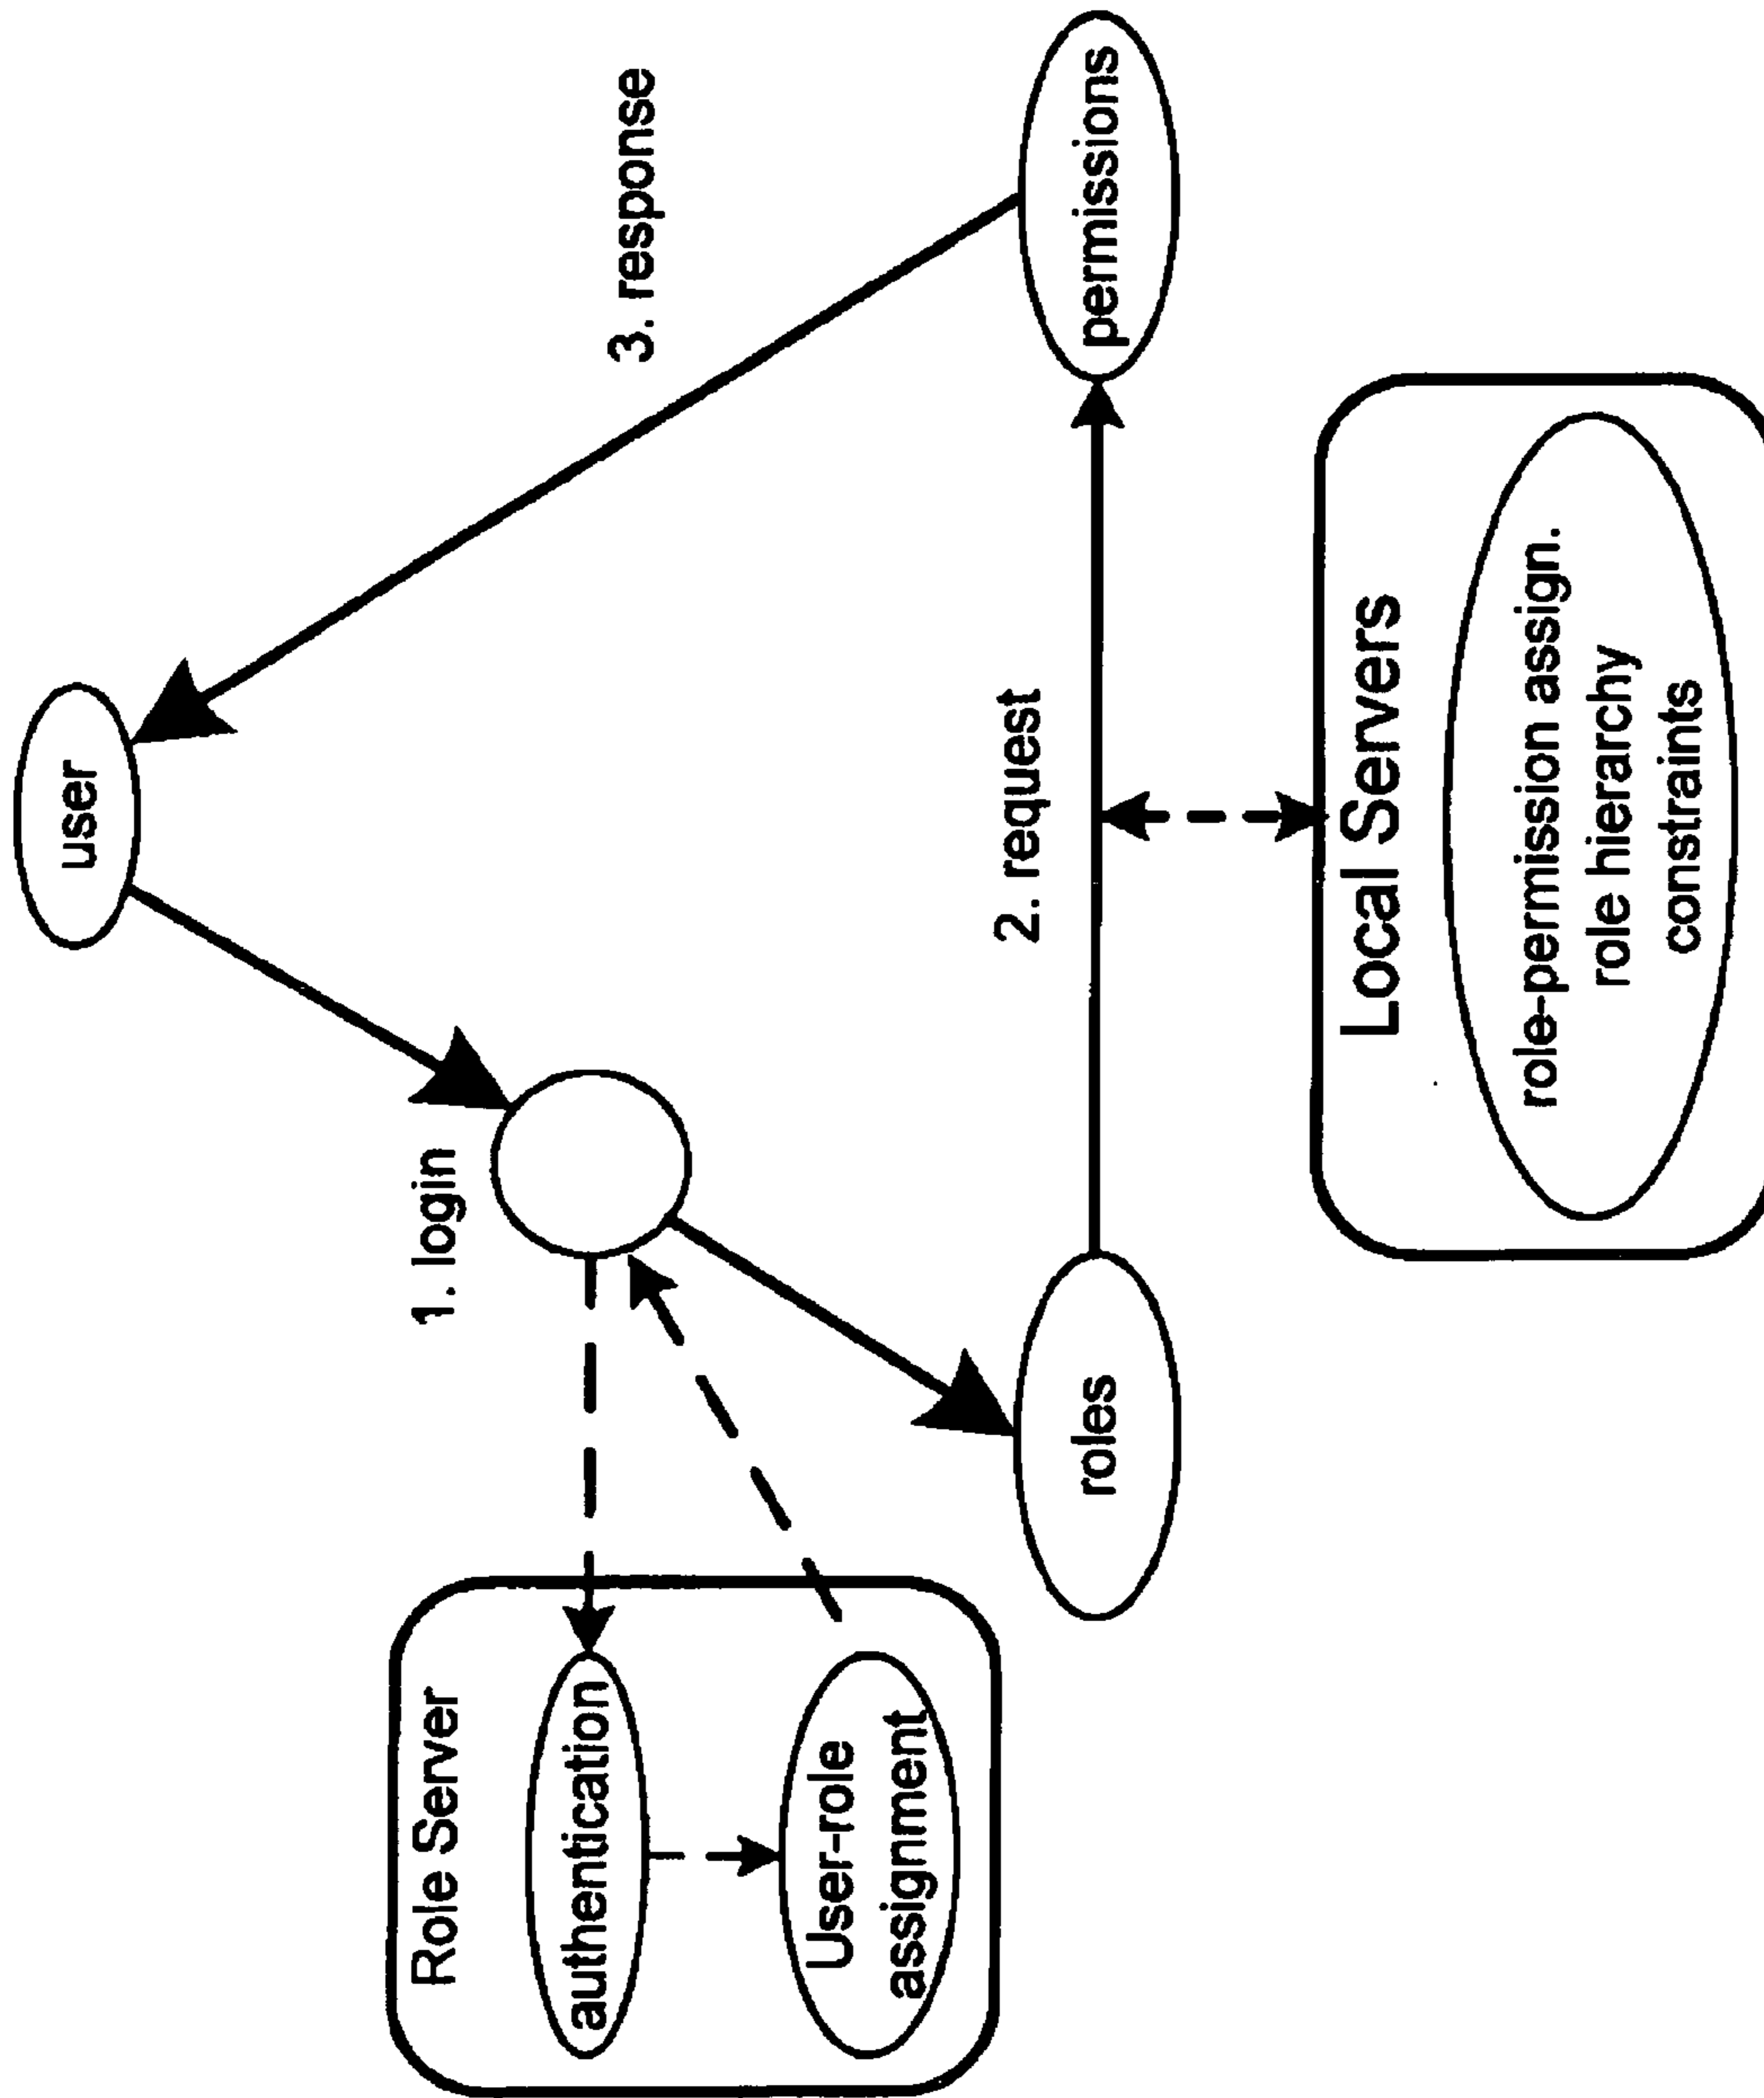 user
1. login
3. response
Role Server
authentication
User-role
assignment
2. request
roles
permissions
Local Servers
role-permission assign.
role hierarchy
constraints